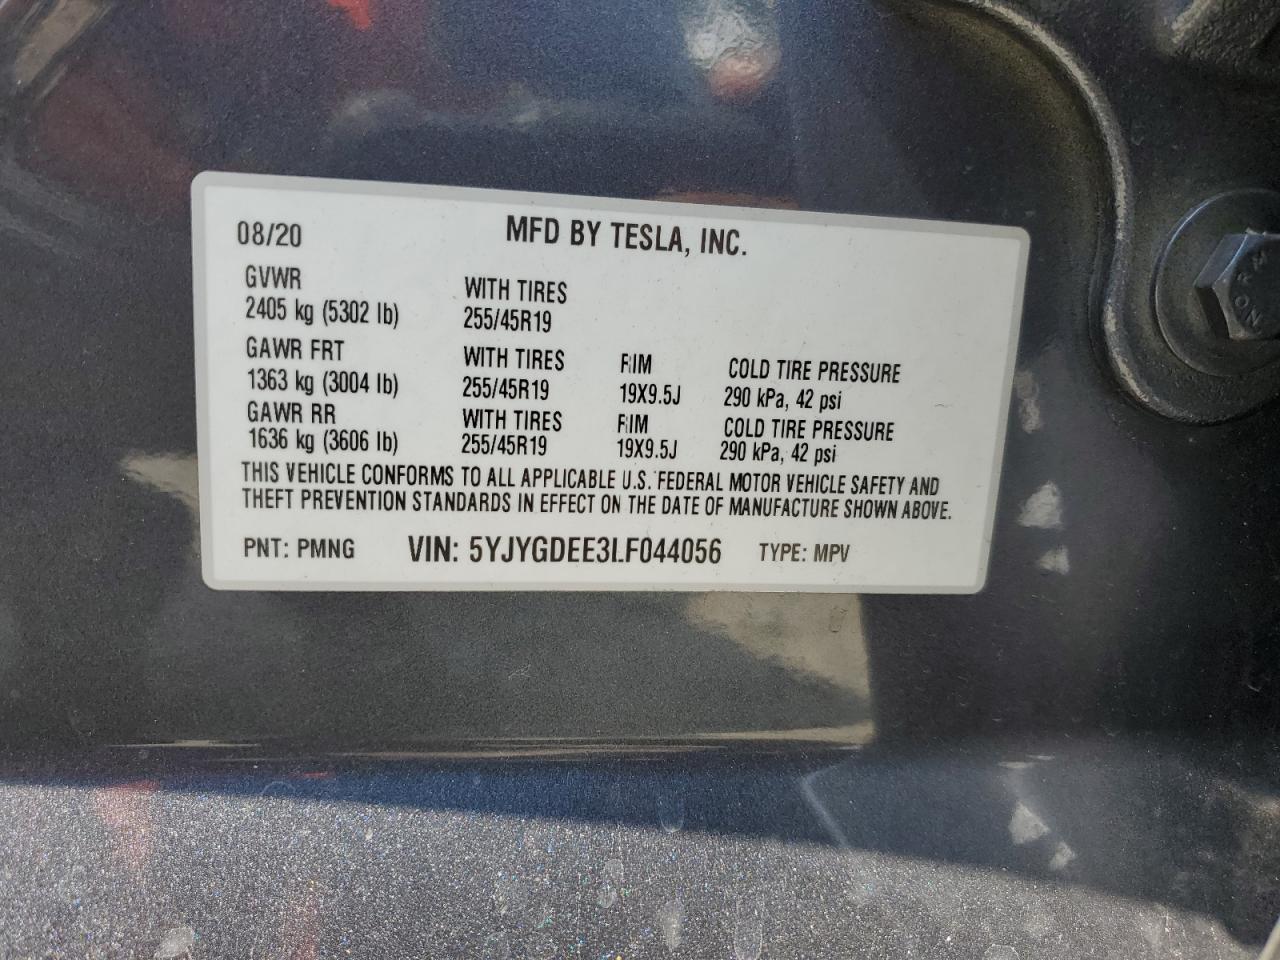 08/20 MFD BY TESLA, INC.
GVWR WITH TIRES
2405 kg (5302 lb) 255/45R19
GAWR FRT WITH TIRES RIM COLD TIRE PRESSURE
1363 kg (3004 lb) 255/45R19 19X9.5J 290 kPa, 42 psi
GAWR RR WITH TIRES RIM COLD TIRE PRESSURE
1636 kg (3606 lb) 255/45R19 19X9.5J 290 kPa, 42 psi
THIS VEHICLE CONFORMS TO ALL APPLICABLE U.S. FEDERAL MOTOR VEHICLE SAFETY AND
THEFT PREVENTION STANDARDS IN EFFECT ON THE DATE OF MANUFACTURE SHOWN ABOVE.
PNT: PMNG VIN: 5YJYGDEE3LF044056 TYPE: MPV